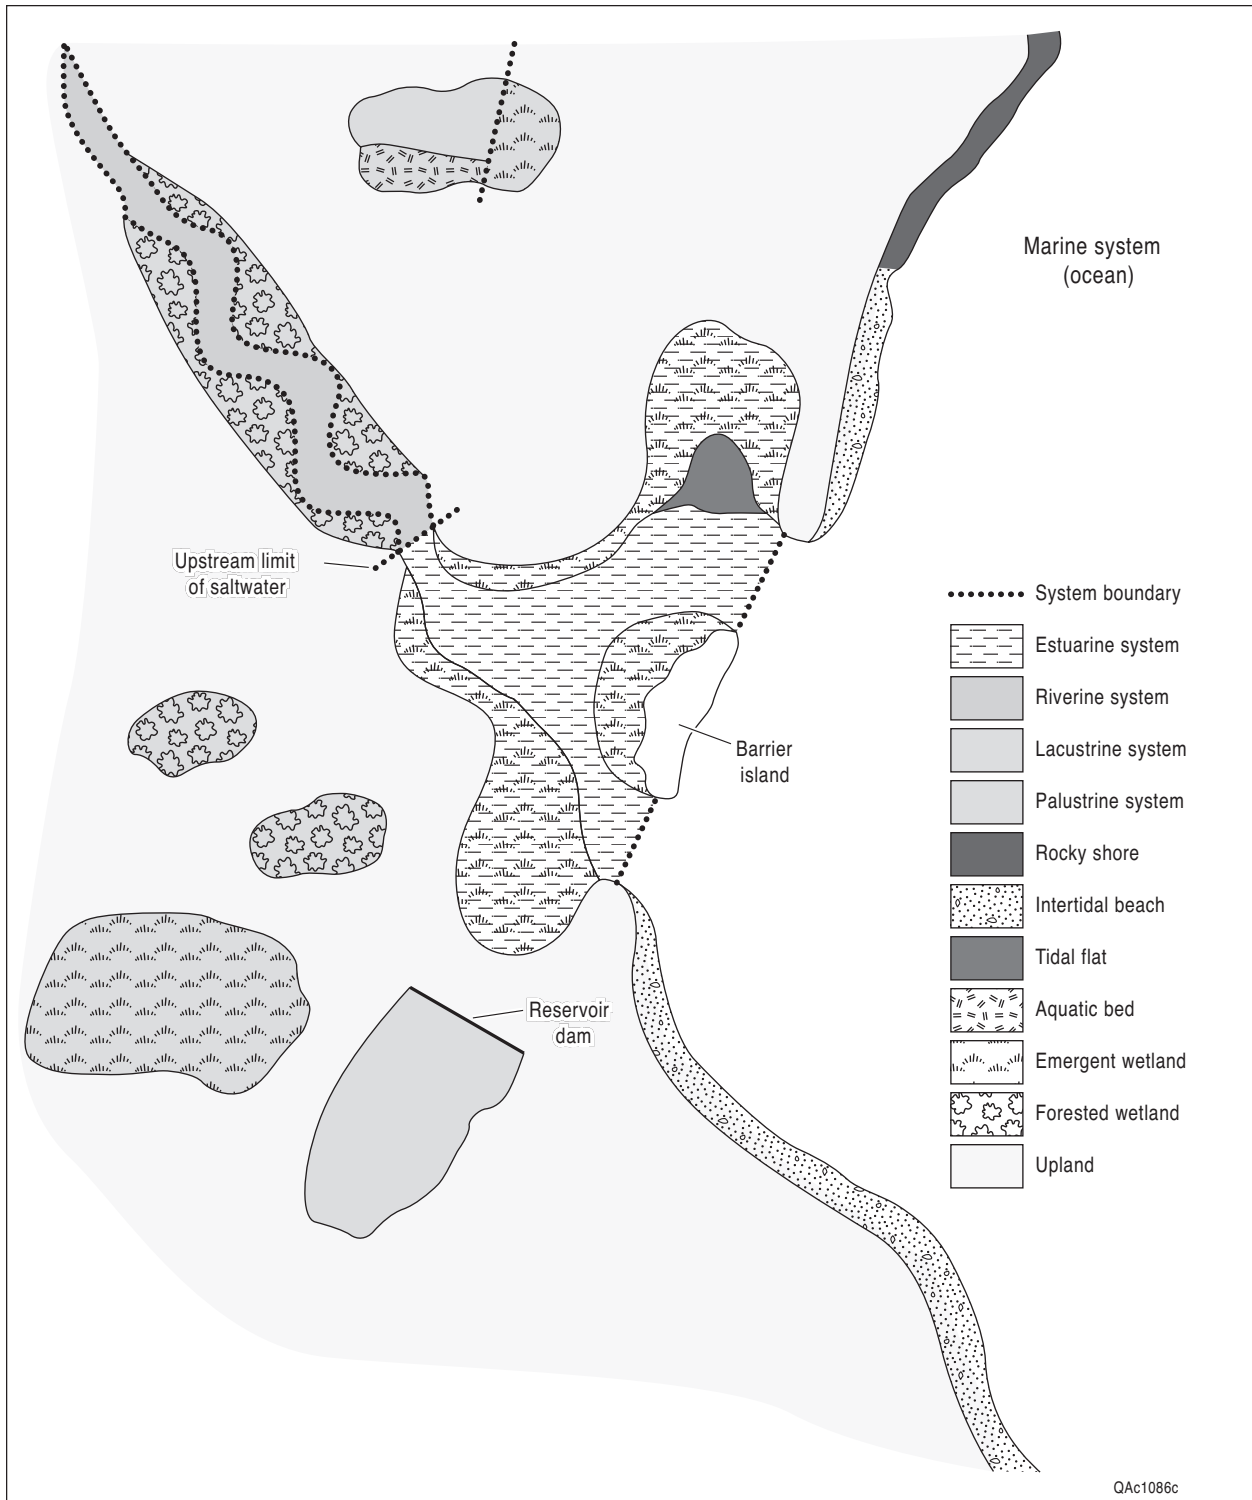 Marine system
(ocean)
Upstream limit
of saltwater
System boundary
Estuarine system
Riverine system
Lacustrine system
Barrier
island
Palustrine system
Rocky shore
Intertidal beach
Tidal flat
Reservoir
dam
Aquatic bed
Emergent wetland
Forested wetland
Upland
QAc1086c